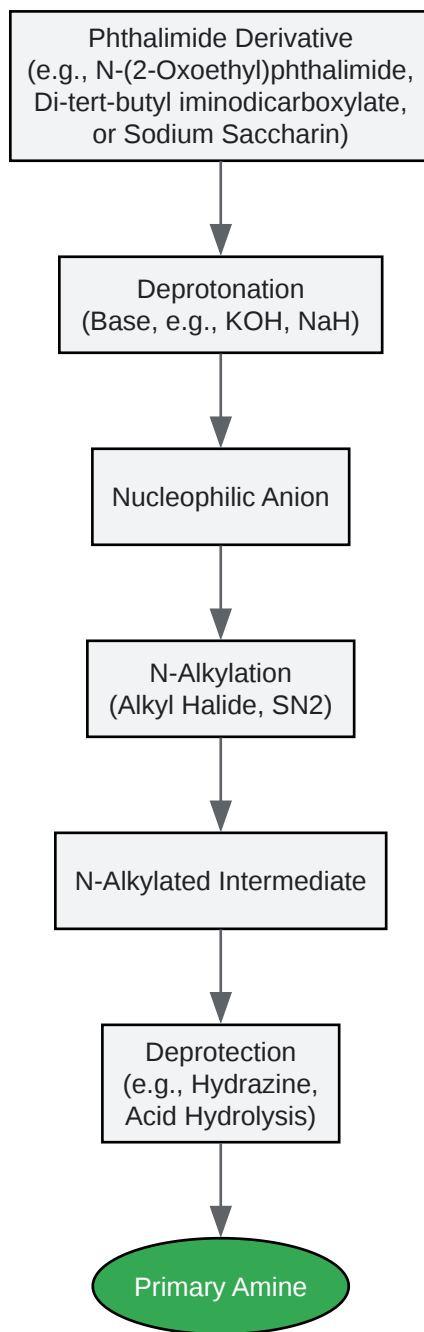 Phthalimide Derivative
(e.g., N-(2-Oxoethyl)phthalimide,
Di-tert-butyl iminodicarboxylate,
or Sodium Saccharin)
Deprotonation
(Base, e.g., KOH, NaH)
Nucleophilic Anion
N-Alkylation
(Alkyl Halide, SN2)
N-Alkylated Intermediate
Deprotection
(e.g., Hydrazine,
Acid Hydrolysis)
Primary Amine